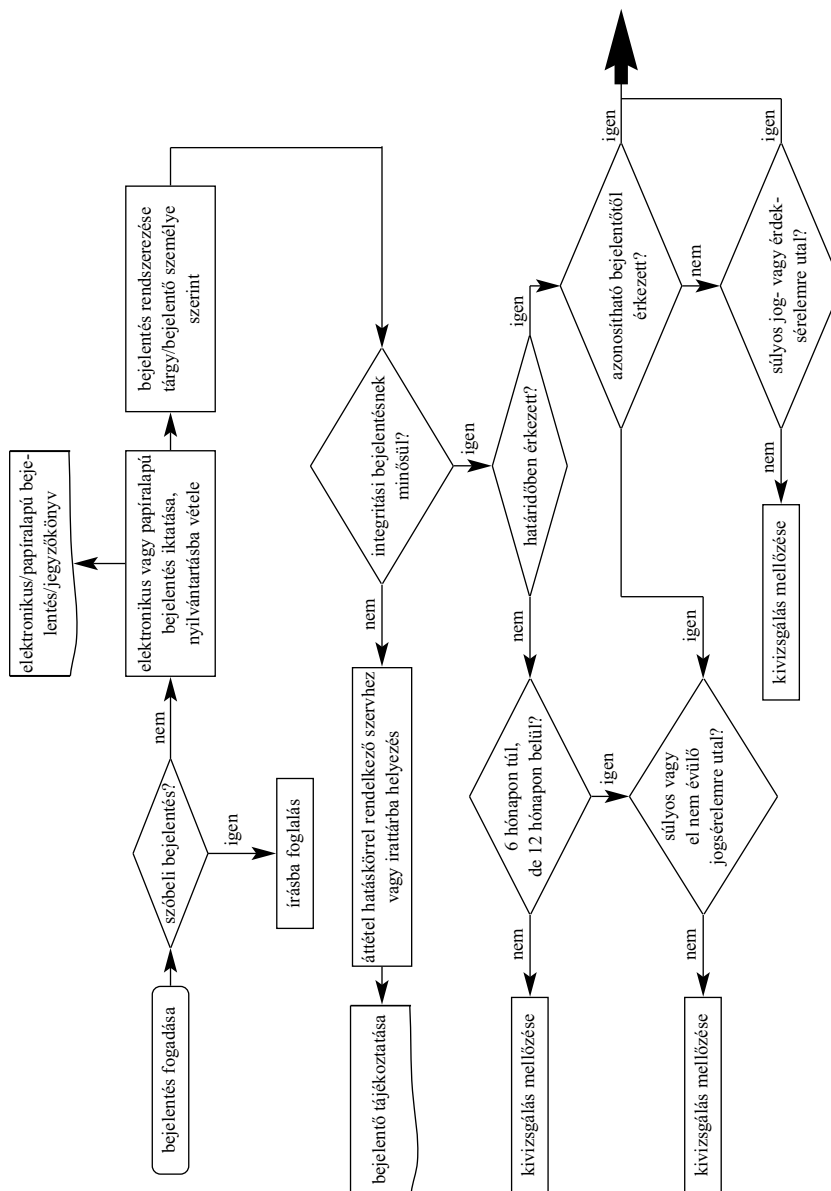 bejelentés fogadása
szóbeli bejelentés?
igen
írásba foglalás
nem
elektronikus vagy papíralapú
bejelentés iktatása,
nyilvántartásba vétele
elektronikus/papíralapú beje-
lentés/jegyzőkönyv
bejelentés rendszerezése
tárgy/bejelentő személye
szerint
integritási bejelentésnek
minősül?
nem
áttétel hatáskörrel rendelkező szervhez
vagy irattárba helyezés
bejelentő tájékoztatása
igen
határidőben érkezett?
nem
6 hónapon túl,
de 12 hónapon belül?
nem
kivizsgálás mellőzése
igen
súlyos vagy
el nem évülő
jogsérelemre utal?
nem
kivizsgálás mellőzése
igen
igen
azonosítható bejelentőtől
érkezett?
igen
nem
súlyos jog- vagy érdek-
sérelemre utal?
igen
nem
kivizsgálás mellőzése